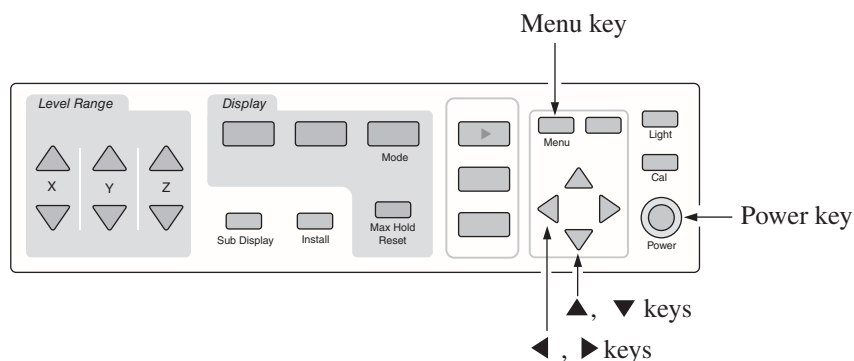 Menu key
Level Range
Display
Mode
Menu
Light
X
Y
Z
Cal
Sub Display
Install
Max Hold
Reset
Power
Power key
▲, ▼ keys
◀ , ▶ keys